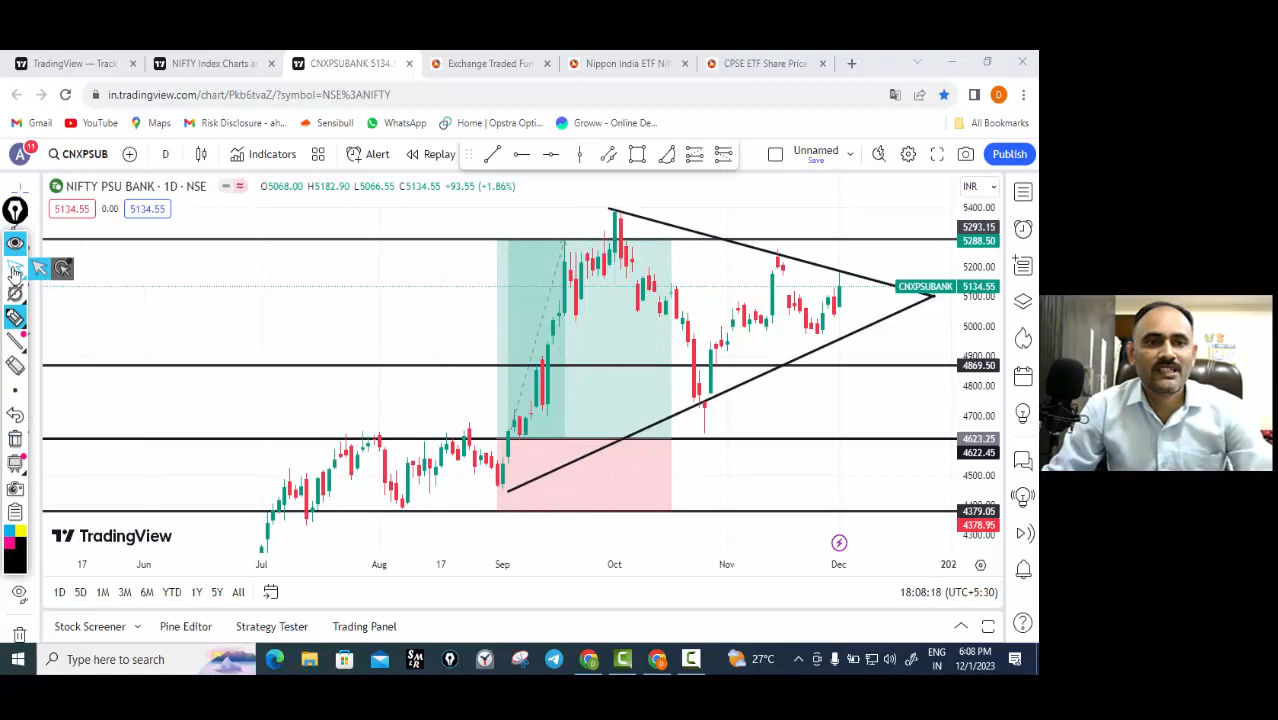 TradingView — Track
NIFTY Index Charts a
CNXPSUBANK 5134.5
Exchange Traded Fun
Nippon India ETF Nif
CPSE ETF Share Price
in.tradingview.com/chart/Pkb6tvaZ/?symbol=NSE%3ANIFTY
Gmail
YouTube
Maps
Risk Disclosure - ah...
Sensibull
WhatsApp
Home | Opstra Opti...
Groww - Online De...
All Bookmarks
A 11
CNXPSUB
D
Indicators
Alert
Replay
Unnamed
Save
Publish
NIFTY PSU BANK · 1D · NSE
O5068.00 H5182.90 L5066.55 C5134.55 +93.55 (+1.86%)
INR
5134.55 0.00 5134.55
5400.00
5293.15
5288.50
5200.00
CNXPSUBANK 5134.55
5100.00
5000.00
4900.00
4869.50
4800.00
4700.00
4623.25
4622.45
4500.00
4379.05
4378.95
4300.00
TradingView
17 Jun Jul Aug 17 Sep Oct Nov Dec 202
1D 5D 1M 3M 6M YTD 1Y 5Y All
18:08:18 (UTC+5:30)
Stock Screener
Pine Editor
Strategy Tester
Trading Panel
Type here to search
27°C
ENG
IN
6:08 PM
12/1/2023